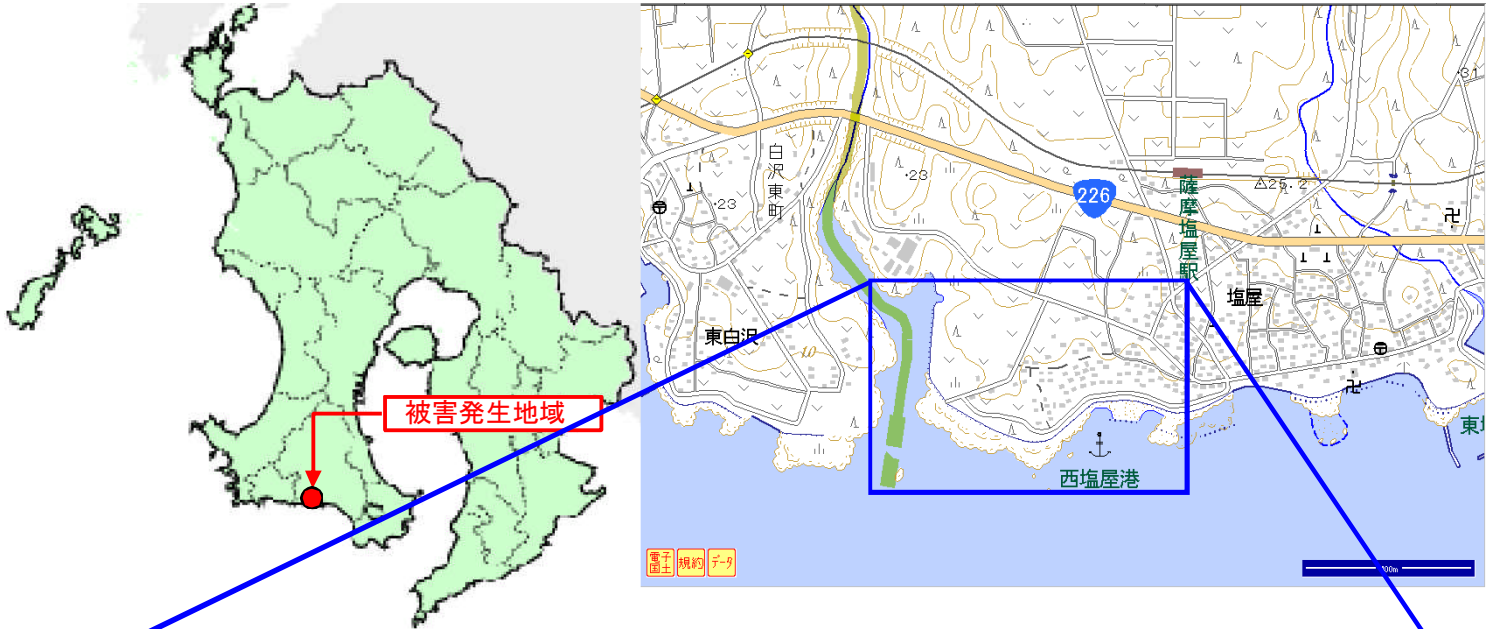 被害発生地域
白沢東町
・23
・23
226
薩摩塩屋駅
25.2
・31
塩屋
東白沢
10
西塩屋港
電子国土
規約
データ